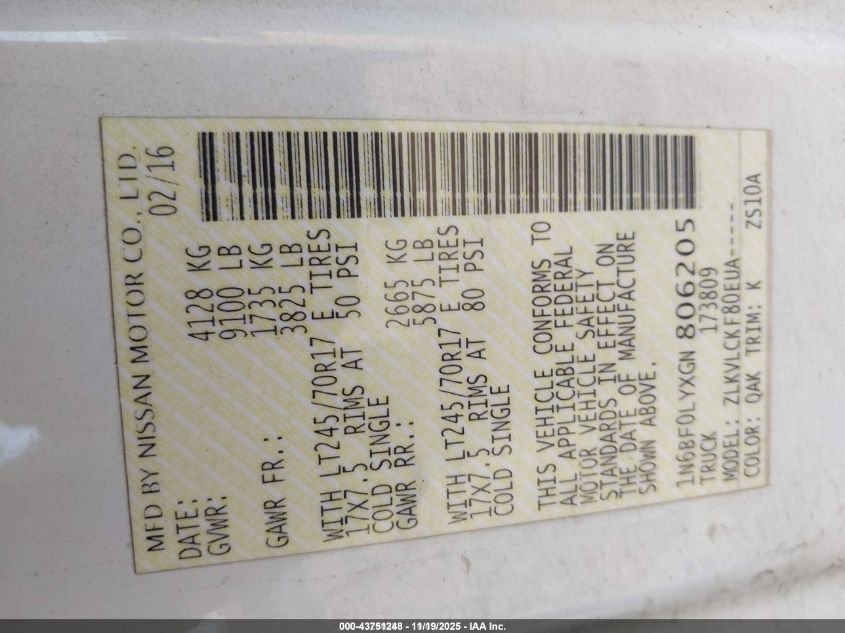 MFD BY NISSAN MOTOR CO., LTD.
DATE: 02/16
GVWR: 4128 KG
9100 LB
GAWR FR.: 1735 KG
3825 LB
WITH LT245/70R17 E TIRES
17X7.5 RIMS AT 50 PSI
COLD SINGLE
GAWR RR.: 2665 KG
5875 LB
WITH LT245/70R17 E TIRES
17X7.5 RIMS AT 80 PSI
COLD SINGLE
THIS VEHICLE CONFORMS TO
ALL APPLICABLE FEDERAL
MOTOR VEHICLE SAFETY
STANDARDS IN EFFECT ON
THE DATE OF MANUFACTURE
SHOWN ABOVE.
1N6BF0LYXGN806205
TRUCK 173809
MODEL: ZLKVLCKF80EUA-----
COLOR: QAK TRIM: K ZS10A
000-43751248 - 11/19/2025 - IAA Inc.